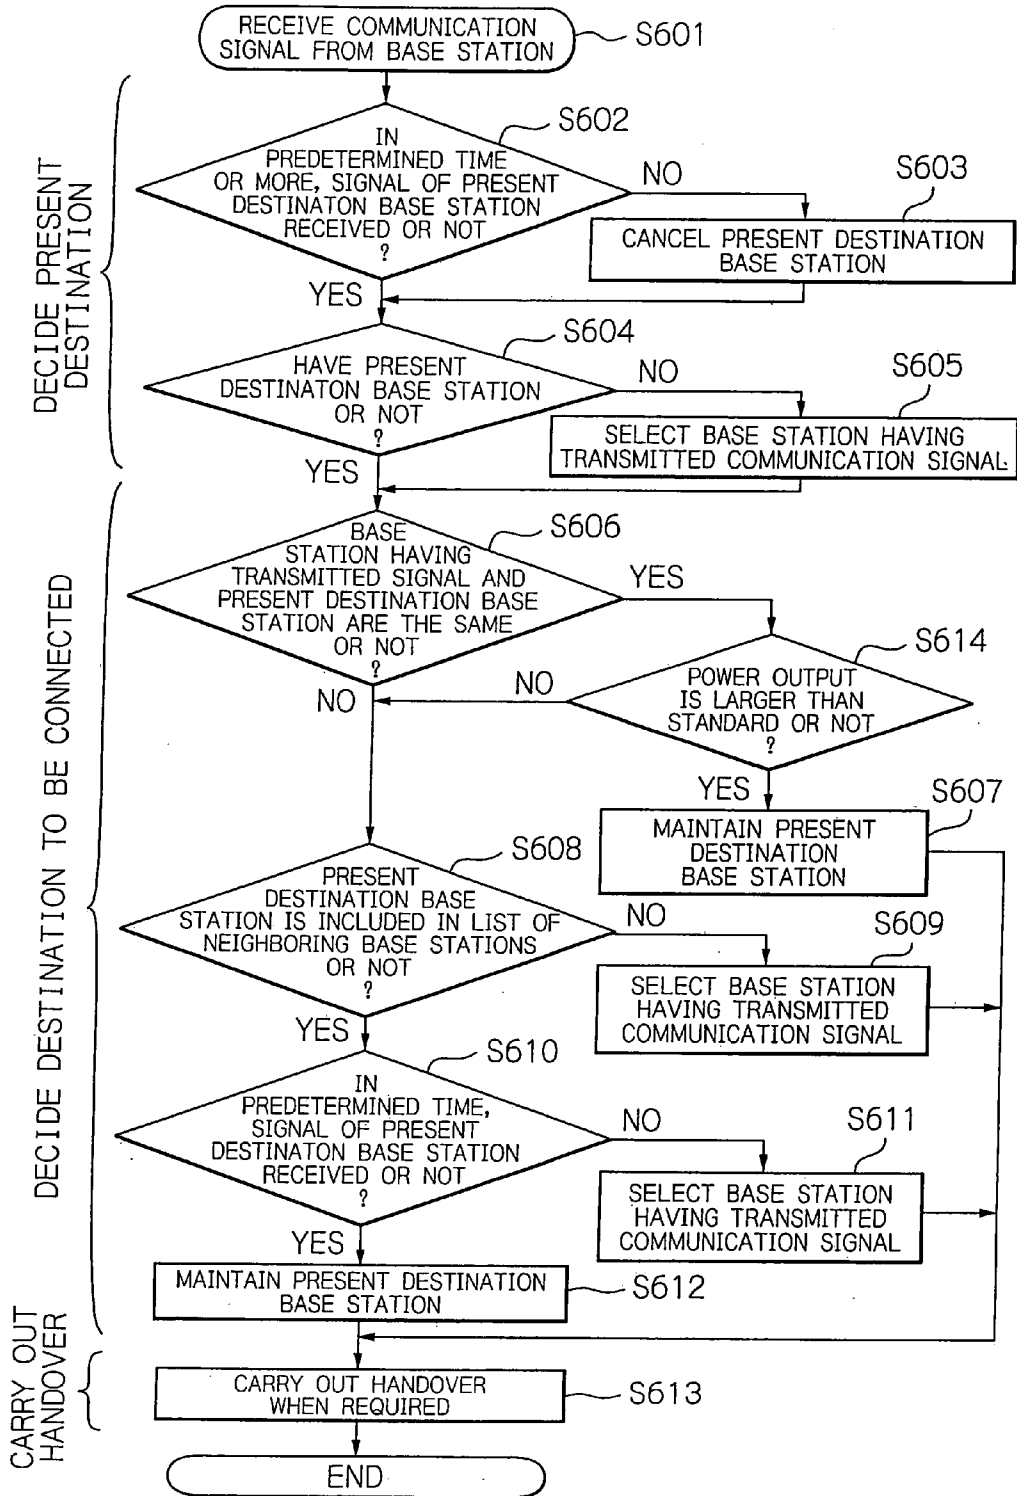 RECEIVE COMMUNICATION
SIGNAL FROM BASE STATION
S601
DECIDE PRESENT
DESTINATION
IN
PREDETERMINED TIME
OR MORE, SIGNAL OF PRESENT
DESTINATON BASE STATION
RECEIVED OR NOT
?
S602
NO
S603
CANCEL PRESENT DESTINATION
BASE STATION
YES
HAVE PRESENT
DESTINATON BASE STATION
OR NOT
?
S604
NO
S605
SELECT BASE STATION HAVING
TRANSMITTED COMMUNICATION SIGNAL
YES
DECIDE DESTINATION TO BE CONNECTED
BASE
STATION HAVING
TRANSMITTED SIGNAL AND
PRESENT DESTINATION BASE
STATION ARE THE SAME
OR NOT
?
S606
YES
S614
POWER OUTPUT
IS LARGER THAN
STANDARD OR NOT
?
NO
NO
YES
S607
MAINTAIN PRESENT
DESTINATION
BASE STATION
PRESENT
DESTINATION BASE
STATION IS INCLUDED IN LIST OF
NEIGHBORING BASE STATIONS
OR NOT
?
S608
NO
S609
SELECT BASE STATION
HAVING TRANSMITTED
COMMUNICATION SIGNAL
YES
IN
PREDETERMINED TIME,
SIGNAL OF PRESENT
DESTINATON BASE STATION
RECEIVED OR NOT
?
S610
NO
S611
SELECT BASE STATION
HAVING TRANSMITTED
COMMUNICATION SIGNAL
YES
MAINTAIN PRESENT DESTINATION
BASE STATION
S612
CARRY OUT
HANDOVER
CARRY OUT HANDOVER
WHEN REQUIRED
S613
END